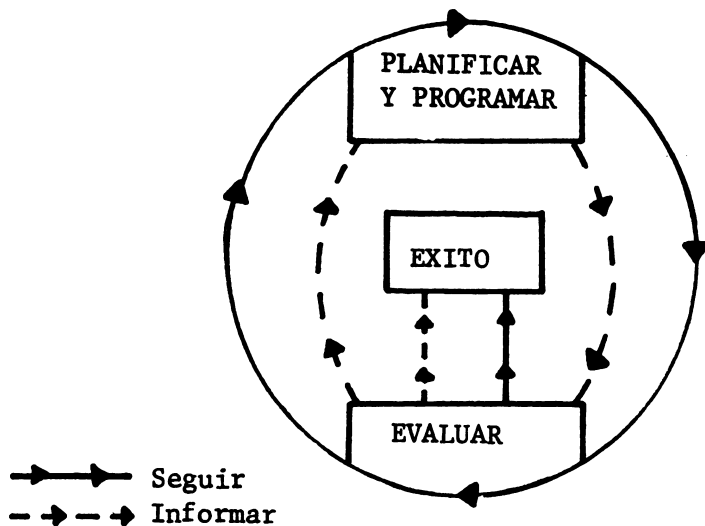 PLANIFICAR
Y PROGRAMAR
EXITO
EVALUAR
Seguir
Informar